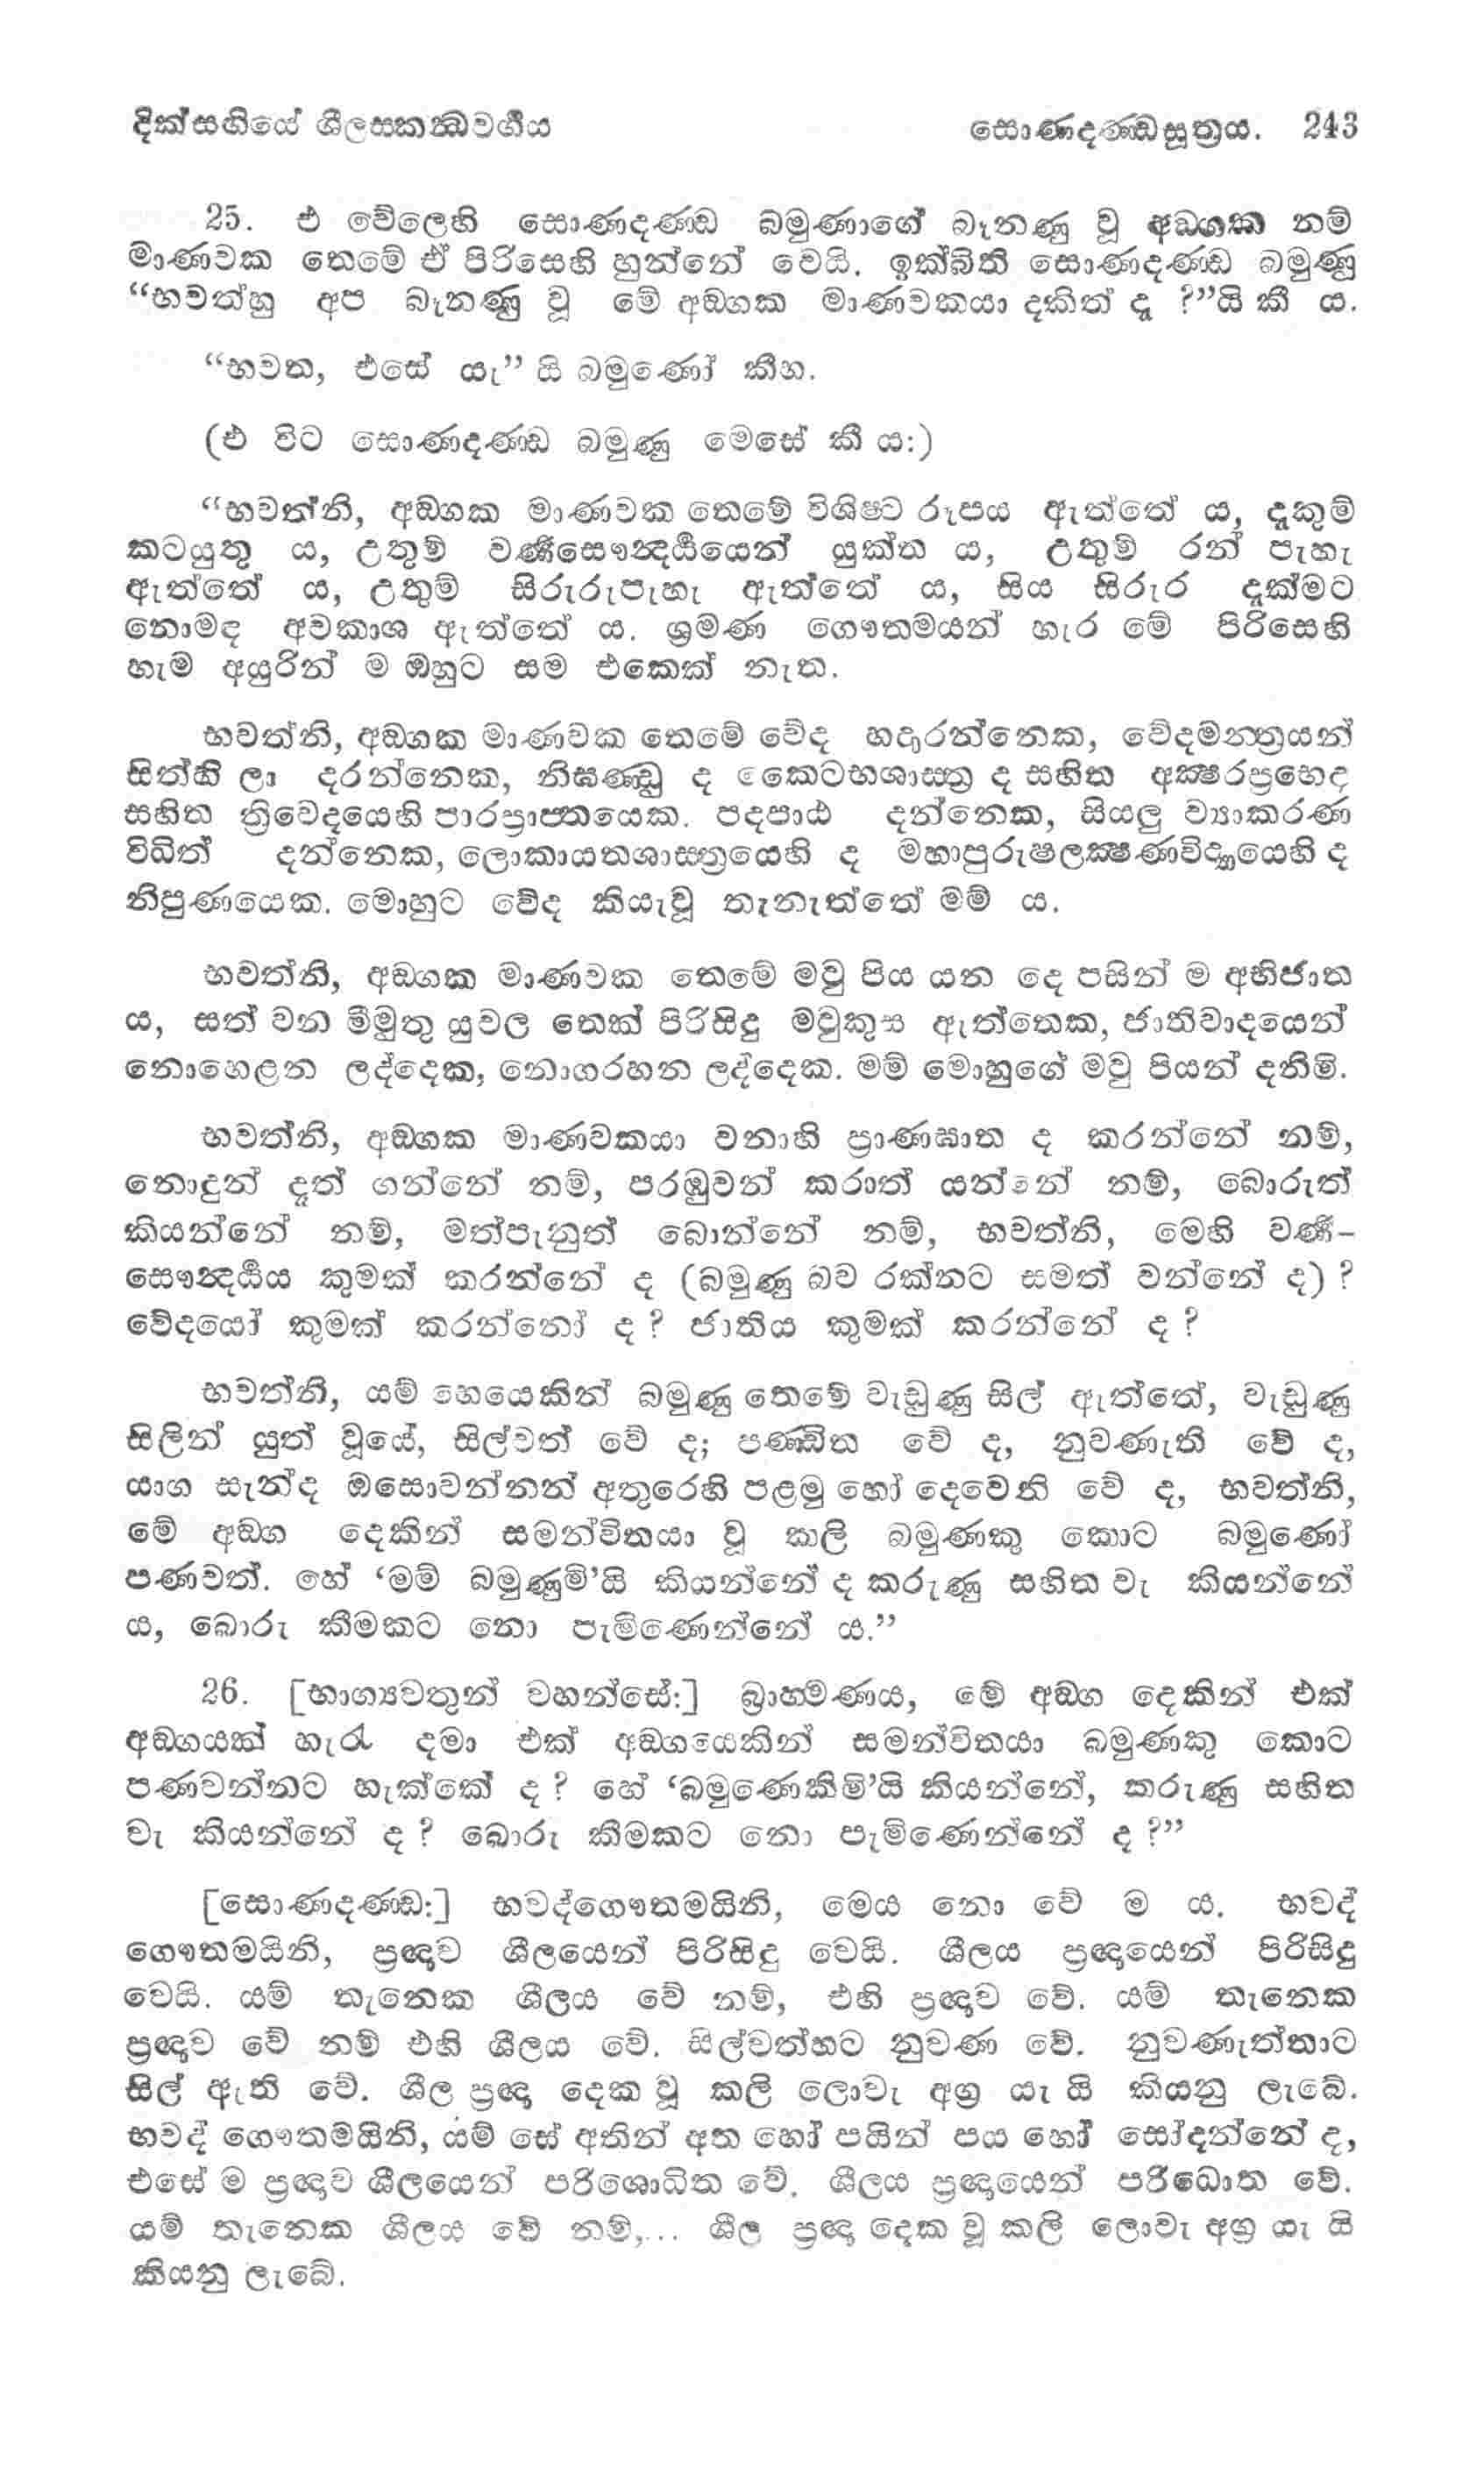 දික්සඟියේ ශීලස්කන්ධවර්ගය
සොණදණ්ඩසූත්‍රය. 243
25. එ වේලෙහි සොණදණ්ඩ බමුණාගේ බෑනණු වූ අඞ්ගක නම්
මාණවක තෙමේ ඒ පිරිසෙහි හුන්නේ වෙයි. ඉක්බිති සොණදණ්ඩ බමුණු
“භවත්හු අප බෑනණු වූ මේ අඞ්ගක මාණවකයා දකිත් දැ ?”යි කී ය.
“භවත, එසේ යැ” යි බමුණෝ කීහ.
(එ විට සොණදණ්ඩ බමුණු මෙසේ කී ය:)
“භවත්නි, අඞ්ගක මාණවක තෙමේ විශිෂ්ට රූපය ඇත්තේ ය, දැකුම්
කටයුතු ය, උතුම් වර්ණසෞන්‍දර්‍ය්‍යයෙන් යුක්ත ය, උතුම් රන් පැහැ
ඇත්තේ ය, උතුම් සිරුරුපැහැ ඇත්තේ ය, සිය සිරුර දැක්මට
නොමඳ අවකාශ ඇත්තේ ය. ශ්‍රමණ ගෞතමයන් හැර මේ පිරිසෙහි
හැම අයුරින් ම ඔහුට සම එකෙක් නැත.
භවත්නි, අඞ්ගක මාණවක තෙමේ වේද හදාරන්නෙක, වේදමන්ත්‍රයන්
සිත්හි ලා දරන්නෙක, නිඝණ්ඩු ද කෛටභශාස්ත්‍ර ද සහිත අක්‍ෂරප්‍රභෙද
සහිත ත්‍රිවෙදයෙහි පාරප්‍රාප්තයෙක. පදපාඨ දන්නෙක, සියලු ව්‍යාකරණ
විධිත් දන්නෙක, ලොකායතශාස්ත්‍රයෙහි ද මහාපුරුෂලක්‍ෂණවිද්‍යායෙහි ද
නිපුණයෙක. මොහුට වේද කියැවූ තැනැත්තේ මම් ය.
භවත්නි, අඞ්ගක මාණවක තෙමේ මවු පිය යන දෙ පසින් ම අභිජාත
ය, සත් වන මීමුතු යුවල තෙක් පිරිසිදු මවුකුස ඇත්තෙක, ජාතිවාදයෙන්
නොහෙළන ලද්දෙක, නොගරහන ලද්දෙක. මම් මොහුගේ මවු පියන් දනිමි.
භවත්නි, අඞ්ගක මාණවකයා වනාහි ප්‍රාණඝාත ද කරන්නේ නම්,
නොදුන් දෑත් ගන්නේ නම්, පරඹුවන් කරාත් යන්නේ නම්, බොරුත්
කියන්නේ නම්, මත්පැනුත් බොන්නේ නම්, භවත්නි, මෙහි වර්ණ-
සෞන්‍දර්‍ය්‍යය කුමක් කරන්නේ ද (බමුණු බව රක්නට සමත් වන්නේ ද) ?
වේදයෝ කුමක් කරන්නෝ ද ? ජාතිය කුමක් කරන්නේ ද ?
භවත්නි, යම් හෙයෙකින් බමුණු තෙමේ වැඩුණු සිල් ඇත්තේ, වැඩුණු
සිලින් යුත් වූයේ, සිල්වත් වේ ද; පණ්ඩිත වේ ද, නුවණැති වේ ද,
යාග සැන්ද ඔසොවන්නන් අතුරෙහි පළමු හෝ දෙවෙනි වේ ද, භවත්නි,
මේ අඞ්ග දෙකින් සමන්විතයා වූ කලි බමුණකු කොට බමුණෝ
පණවත්. හේ ‘මම් බමුණුමි’යි කියන්නේ ද කරුණු සහිත වැ කියන්නේ
ය, බොරු කීමකට නො පැමිණෙන්නේ ය.”
26. [භාග්‍යවතුන් වහන්සේ:] බ්‍රාහ්මණය, මේ අඞ්ග දෙකින් එක්
අඞ්ගයක් හැරැ දමා එක් අඞ්ගයෙකින් සමන්විතයා බමුණකු කොට
පණවන්නට හැක්කේ ද ? හේ ‘බමුණෙකිමි’යි කියන්නේ, කරුණු සහිත
වැ කියන්නේ ද ? බොරු කීමකට නො පැමිණෙන්නේ ද ?”
[සොණදණ්ඩ:] භවද්ගෞතමයිනි, මෙය නො වේ ම ය. භවද්
ගෞතමයිනි, ප්‍රඥාව ශීලයෙන් පිරිසිදු වෙයි. ශීලය ප්‍රඥායෙන් පිරිසිදු
වෙයි. යම් තැනෙක ශීලය වේ නම්, එහි ප්‍රඥාව වේ. යම් තැනෙක
ප්‍රඥාව වේ නම් එහි ශීලය වේ. සිල්වත්හට නුවණ වේ. නුවණැත්තාට
සිල් ඇති වේ. ශීල ප්‍රඥා දෙක වූ කලි ලොවැ අග්‍ර යැ යි කියනු ලැබේ.
භවද් ගෞතමයිනි, යම් සේ අතින් අත හෝ පයින් පය හෝ සෝදන්නේ ද,
එසේ ම ප්‍රඥාව ශීලයෙන් පරිශොධිත වේ. ශීලය ප්‍රඥායෙන් පරිධොත වේ.
යම් තැනෙක ශීලය වේ නම්,... ශීල ප්‍රඥා දෙක වූ කලි ලොවැ අග්‍ර යැ යි
කියනු ලැබේ.